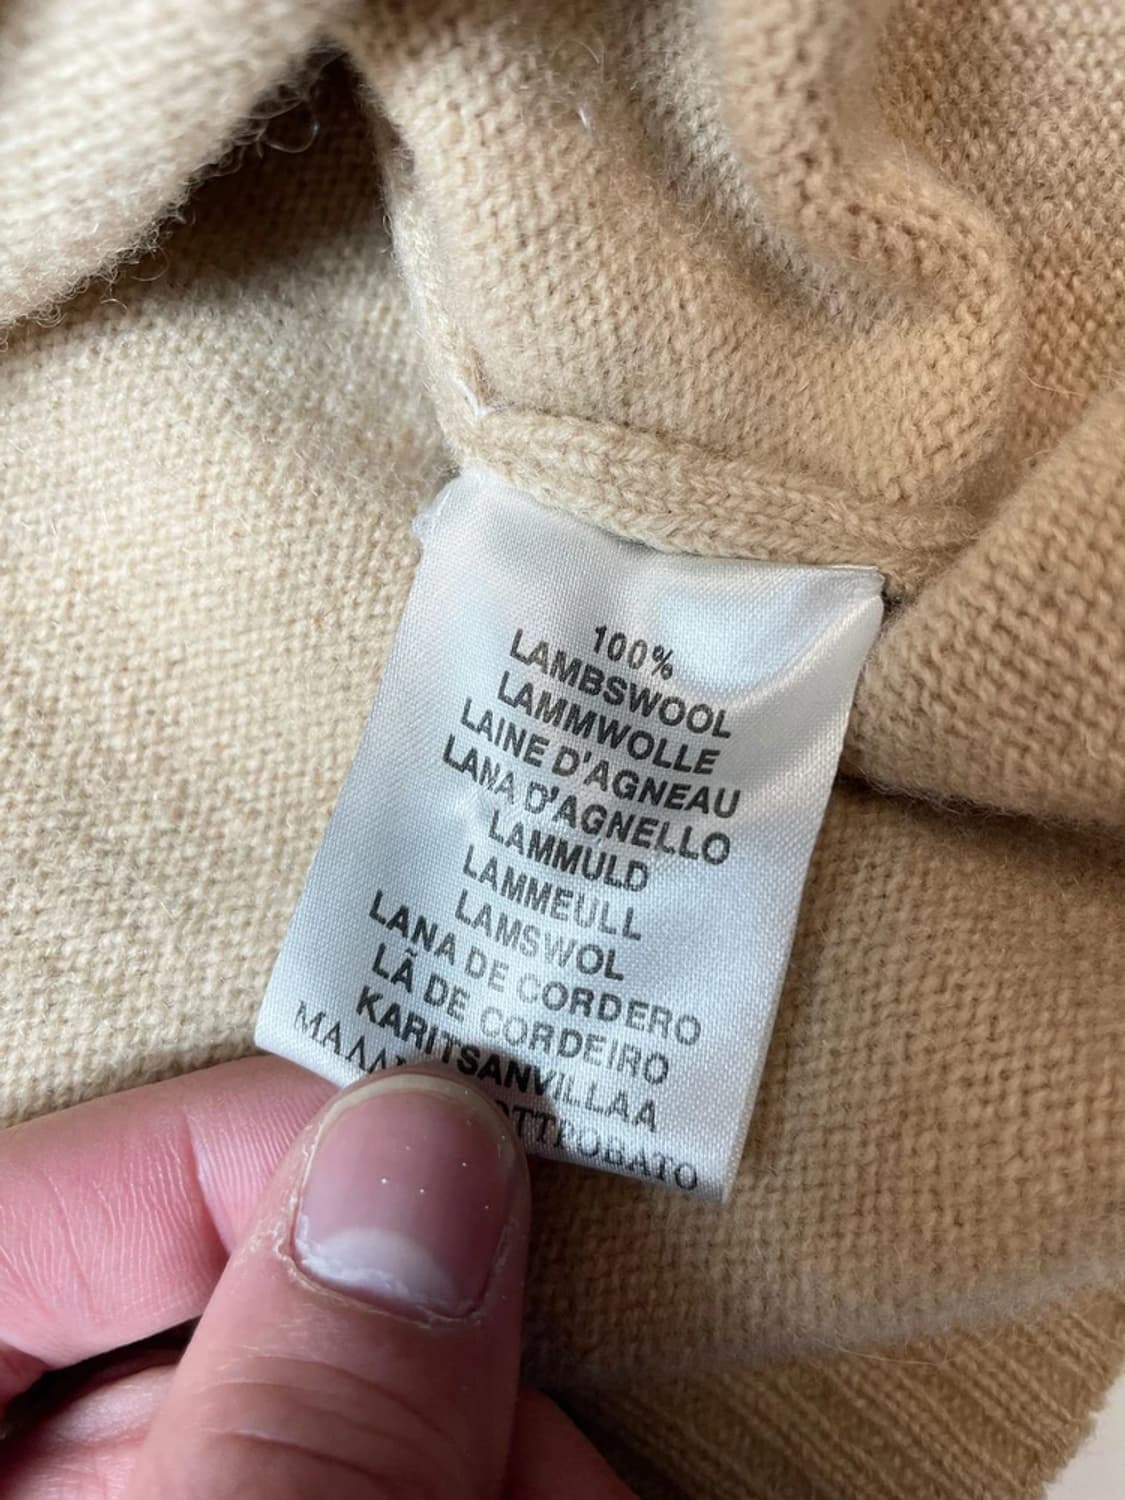 100%
LAMBSWOOL
LAMMWOLLE
LAINE D'AGNEAU
LANA D'AGNELLO
LAMMULD
LAMMEULL
LAMSWOL
LANA DE CORDERO
LÃ DE CORDEIRO
KARITSANVILLAA